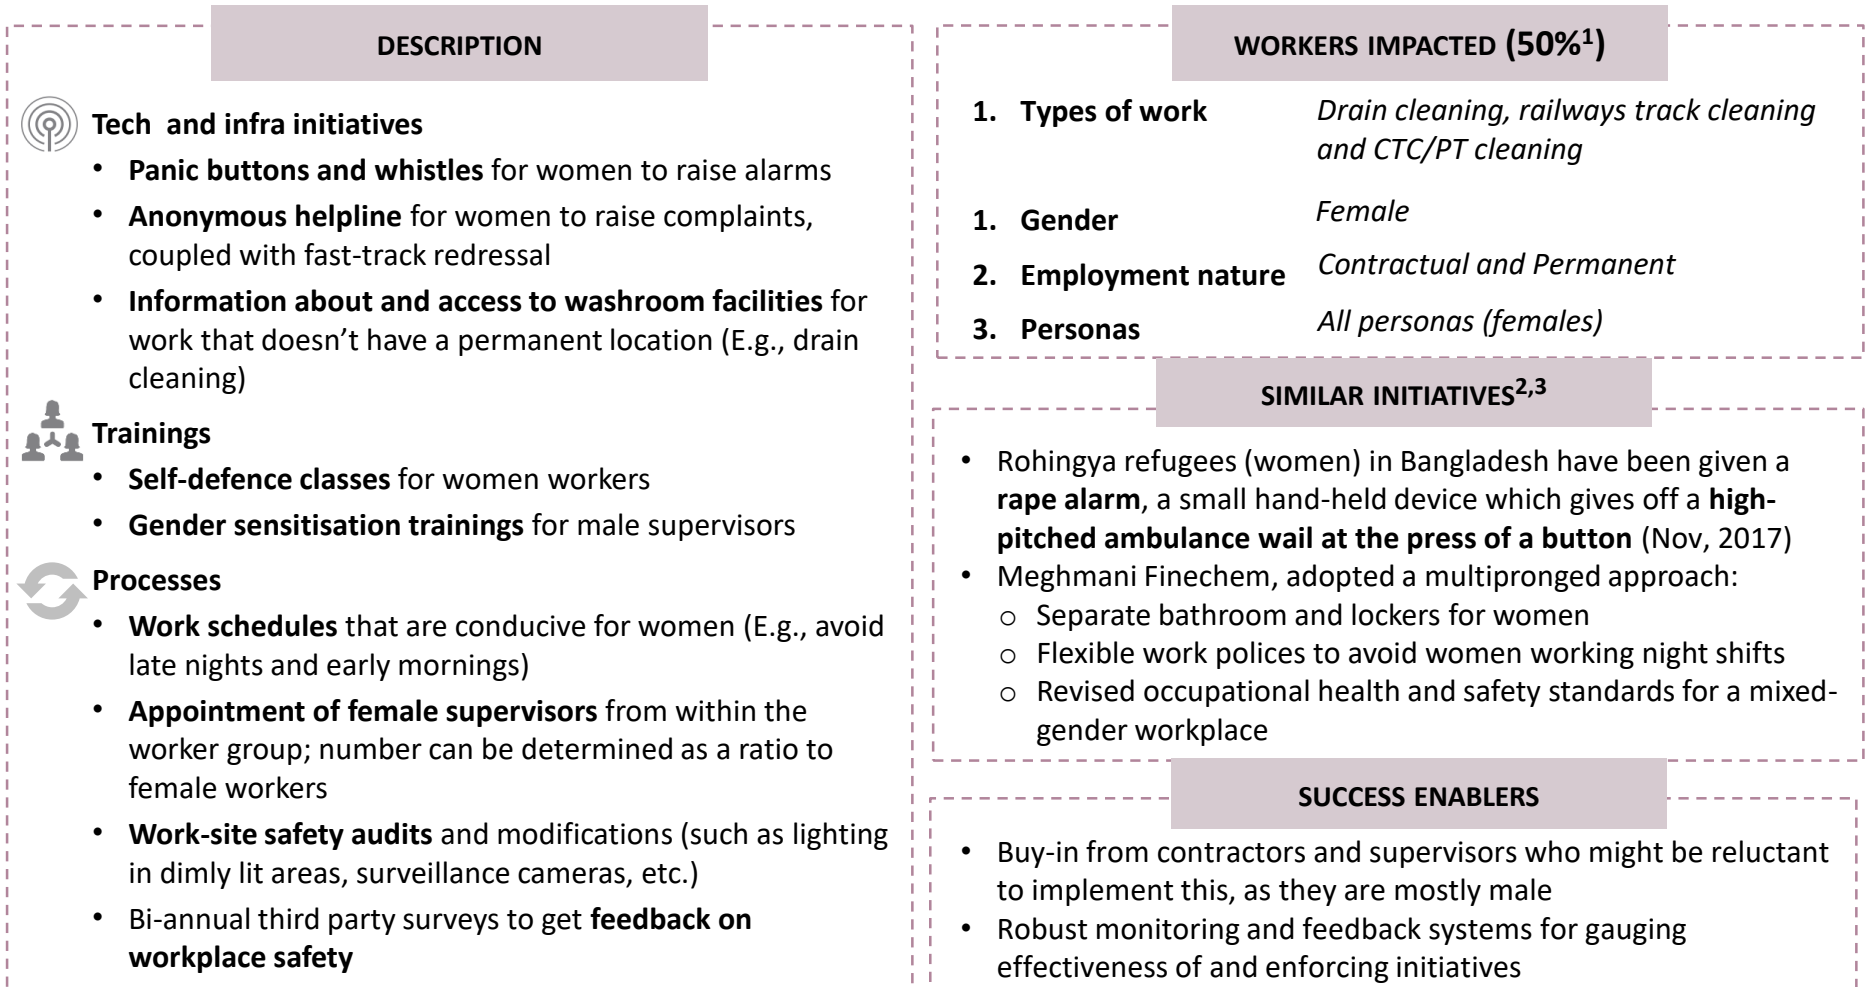 DESCRIPTION
Tech and infra initiatives
• Panic buttons and whistles for women to raise alarms
• Anonymous helpline for women to raise complaints,
coupled with fast-track redressal
• Information about and access to washroom facilities for
work that doesn’t have a permanent location (E.g., drain
cleaning)
Trainings
• Self-defence classes for women workers
• Gender sensitisation trainings for male supervisors
Processes
• Work schedules that are conducive for women (E.g., avoid
late nights and early mornings)
• Appointment of female supervisors from within the
worker group; number can be determined as a ratio to
female workers
• Work-site safety audits and modifications (such as lighting
in dimly lit areas, surveillance cameras, etc.)
• Bi-annual third party surveys to get feedback on
workplace safety
WORKERS IMPACTED (50%1)
1. Types of work Drain cleaning, railways track cleaning
and CTC/PT cleaning
1. Gender Female
2. Employment nature Contractual and Permanent
3. Personas All personas (females)
SIMILAR INITIATIVES2,3
• Rohingya refugees (women) in Bangladesh have been given a
rape alarm, a small hand-held device which gives off a high-
pitched ambulance wail at the press of a button (Nov, 2017)
• Meghmani Finechem, adopted a multipronged approach:
o Separate bathroom and lockers for women
o Flexible work polices to avoid women working night shifts
o Revised occupational health and safety standards for a mixed-
gender workplace
SUCCESS ENABLERS
• Buy-in from contractors and supervisors who might be reluctant
to implement this, as they are mostly male
• Robust monitoring and feedback systems for gauging
effectiveness of and enforcing initiatives